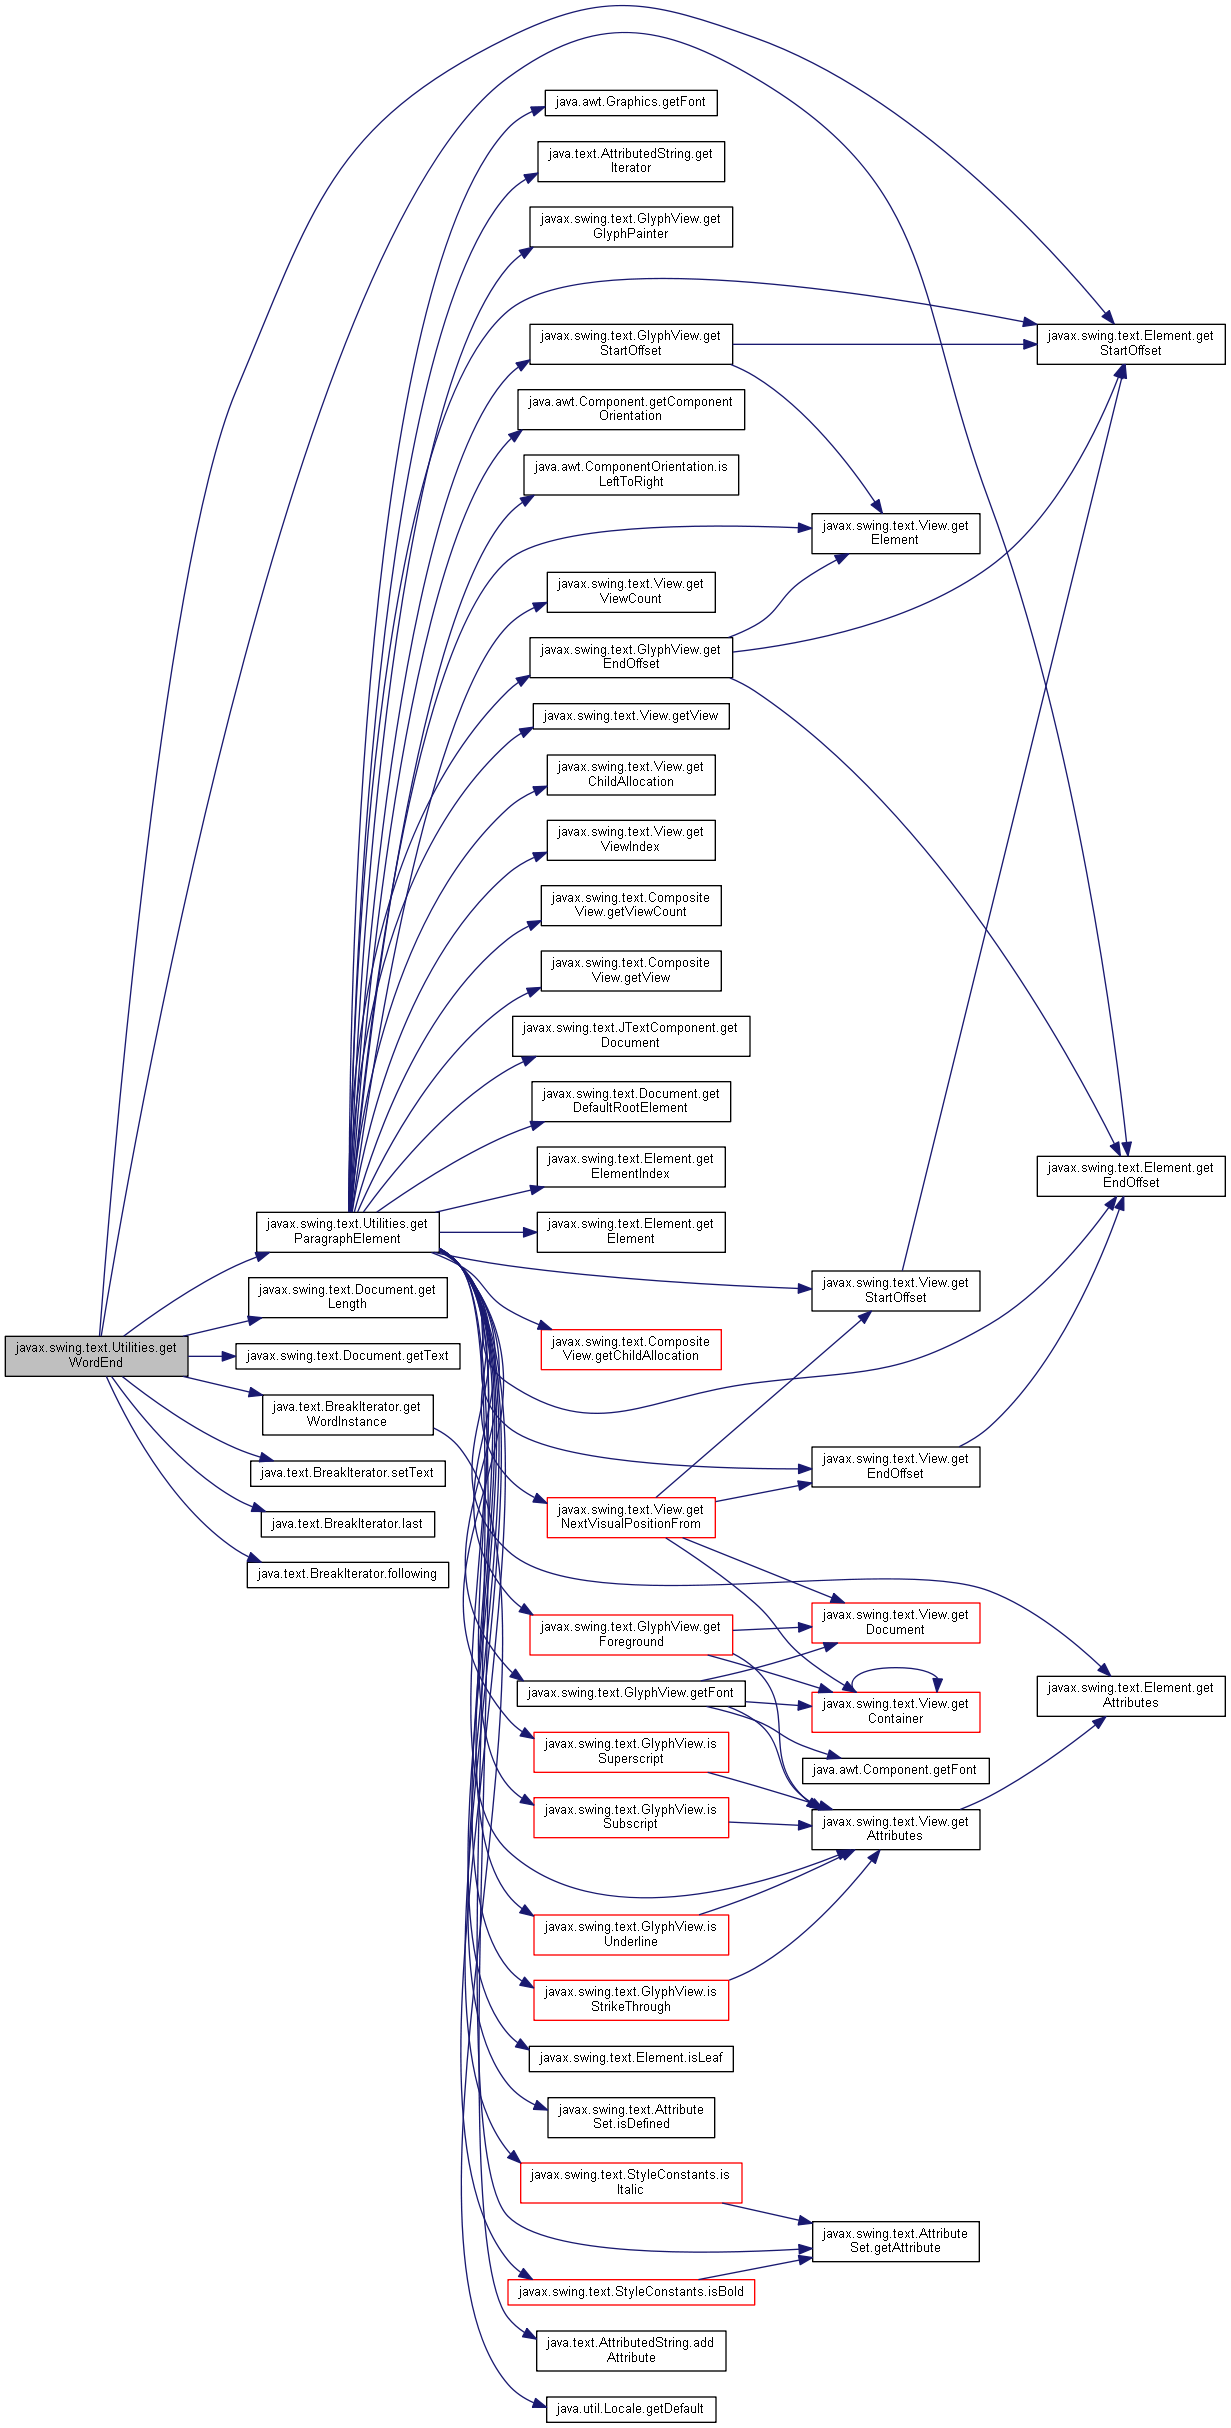 java.awt.Graphics.getFont
java.text.AttributedString.get
Iterator
javax.swing.text.GlyphView.get
GlyphPainter
javax.swing.text.GlyphView.get
StartOffset
javax.swing.text.Element.get
StartOffset
java.awt.Component.getComponent
Orientation
java.awt.ComponentOrientation.is
LeftToRight
javax.swing.text.View.get
Element
javax.swing.text.View.get
ViewCount
javax.swing.text.GlyphView.get
EndOffset
javax.swing.text.View.getView
javax.swing.text.View.get
ChildAllocation
javax.swing.text.View.get
ViewIndex
javax.swing.text.Composite
View.getViewCount
javax.swing.text.Composite
View.getView
javax.swing.text.JTextComponent.get
Document
javax.swing.text.Document.get
DefaultRootElement
javax.swing.text.Element.get
ElementIndex
javax.swing.text.Element.get
EndOffset
javax.swing.text.Utilities.get
ParagraphElement
javax.swing.text.Element.get
Element
javax.swing.text.Document.get
Length
javax.swing.text.View.get
StartOffset
javax.swing.text.Utilities.get
WordEnd
javax.swing.text.Document.getText
javax.swing.text.Composite
View.getChildAllocation
java.text.BreakIterator.get
WordInstance
java.text.BreakIterator.setText
javax.swing.text.View.get
EndOffset
java.text.BreakIterator.last
javax.swing.text.View.get
NextVisualPositionFrom
java.text.BreakIterator.following
javax.swing.text.GlyphView.get
Foreground
javax.swing.text.View.get
Document
javax.swing.text.GlyphView.getFont
javax.swing.text.View.get
Container
javax.swing.text.Element.get
Attributes
javax.swing.text.GlyphView.is
Superscript
java.awt.Component.getFont
javax.swing.text.GlyphView.is
Subscript
javax.swing.text.View.get
Attributes
javax.swing.text.GlyphView.is
Underline
javax.swing.text.GlyphView.is
StrikeThrough
javax.swing.text.Element.isLeaf
javax.swing.text.Attribute
Set.isDefined
javax.swing.text.StyleConstants.is
Italic
javax.swing.text.Attribute
Set.getAttribute
javax.swing.text.StyleConstants.isBold
java.text.AttributedString.add
Attribute
java.util.Locale.getDefault